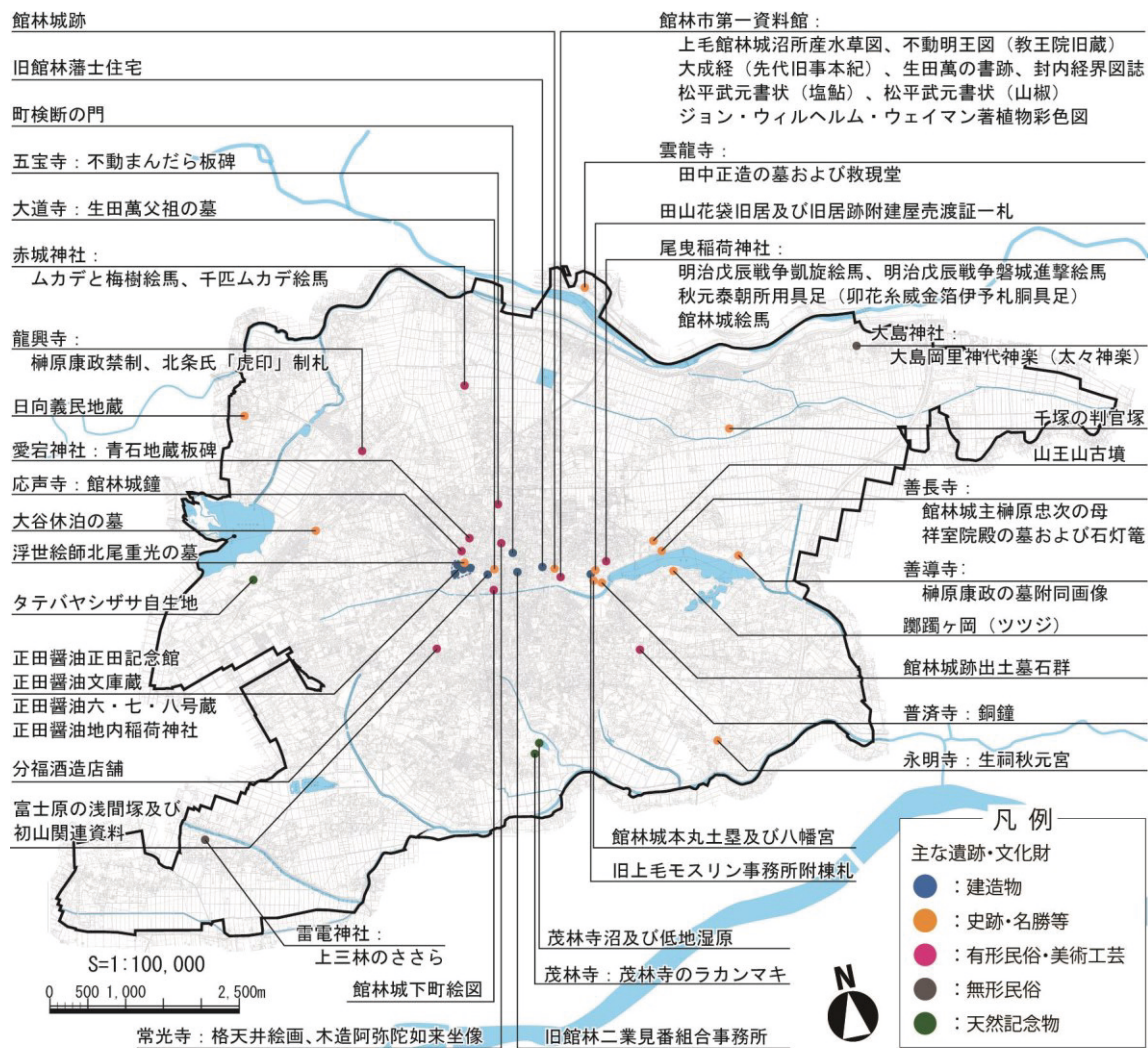 館林城跡
旧館林藩士住宅
町検断の門
五宝寺：不動まんだら板碑
大道寺：生田萬父祖の墓
赤城神社：
ムカデと梅樹絵馬、千匹ムカデ絵馬
龍興寺：
榊原康政禁制、北条氏「虎印」制札
日向義民地蔵
愛宕神社：青石地蔵板碑
応声寺：館林城鐘
大谷休泊の墓
浮世絵師北尾重光の墓
タテバヤシザサ自生地
正田醤油正田記念館
正田醤油文庫蔵
正田醤油六・七・八号蔵
正田醤油地内稲荷神社
分福酒造店舗
富士原の浅間塚及び
初山関連資料
館林市第一資料館：
上毛館林城沼所産水草図、不動明王図（教王院旧蔵）
大成経（先代旧事本紀）、生田萬の書跡、封内経界図誌
松平武元書状（塩鮎）、松平武元書状（山椒）
ジョン・ウィルヘルム・ウェイマン著植物彩色図
雲龍寺：
田中正造の墓および救現堂
田山花袋旧居及び旧居跡附建屋売渡証一札
尾曳稲荷神社：
明治戊辰戦争凱旋絵馬、明治戊辰戦争磐城進撃絵馬
秋元泰朝所用具足（卯花糸威金箔伊予札胴具足）
館林城絵馬
大島神社：
大島岡里神代神楽（太々神楽）
千塚の判官塚
山王山古墳
善長寺：
館林城主榊原忠次の母
祥室院殿の墓および石灯篭
善導寺：
榊原康政の墓附同画像
躑躅ヶ岡（ツツジ）
館林城跡出土墓石群
普済寺：銅鐘
永明寺：生祠秋元宮
館林城本丸土塁及び八幡宮
旧上毛モスリン事務所附棟札
茂林寺沼及び低地湿原
茂林寺：茂林寺のラカンマキ
雷電神社：
上三林のささら
館林城下町絵図
常光寺：格天井絵画、木造阿弥陀如来坐像
旧館林二業見番組合事務所
S=1:100,000
0 500 1,000 2,500m
N
凡 例
主な遺跡・文化財
：建造物
：史跡・名勝等
：有形民俗・美術工芸
：無形民俗
：天然記念物